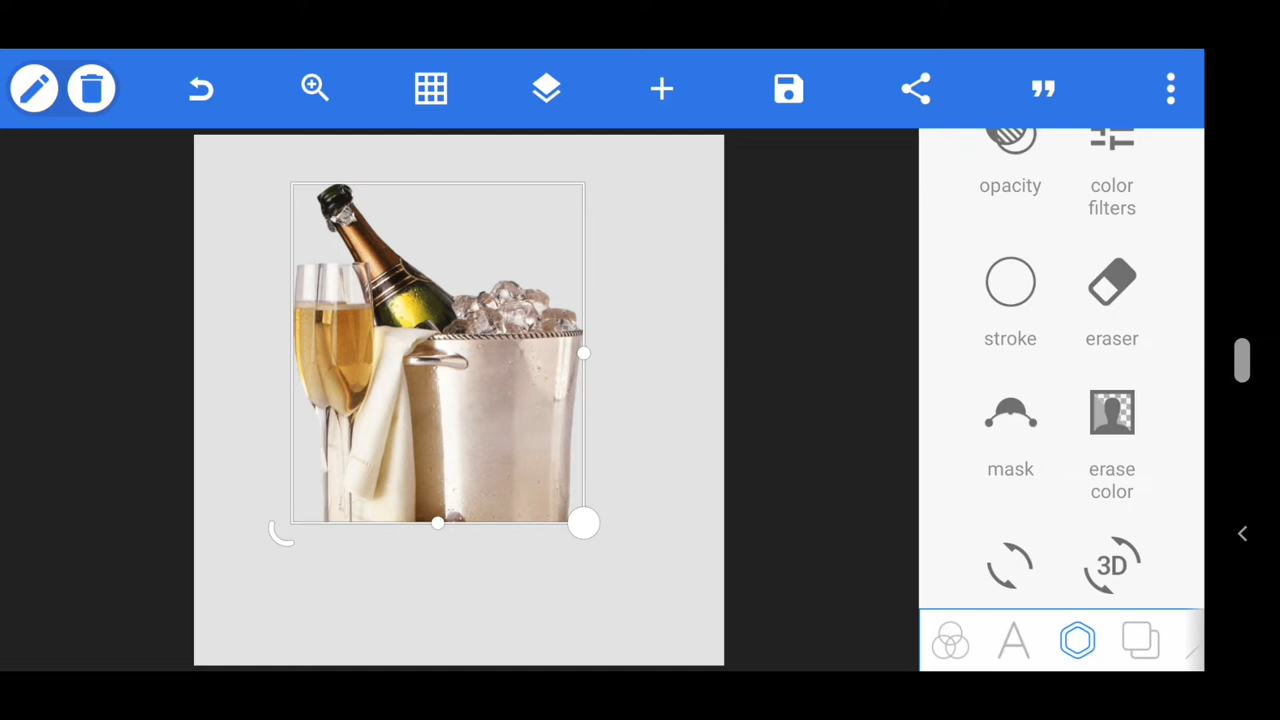 opacity
color
filters
stroke
eraser
mask
erase
color
3D